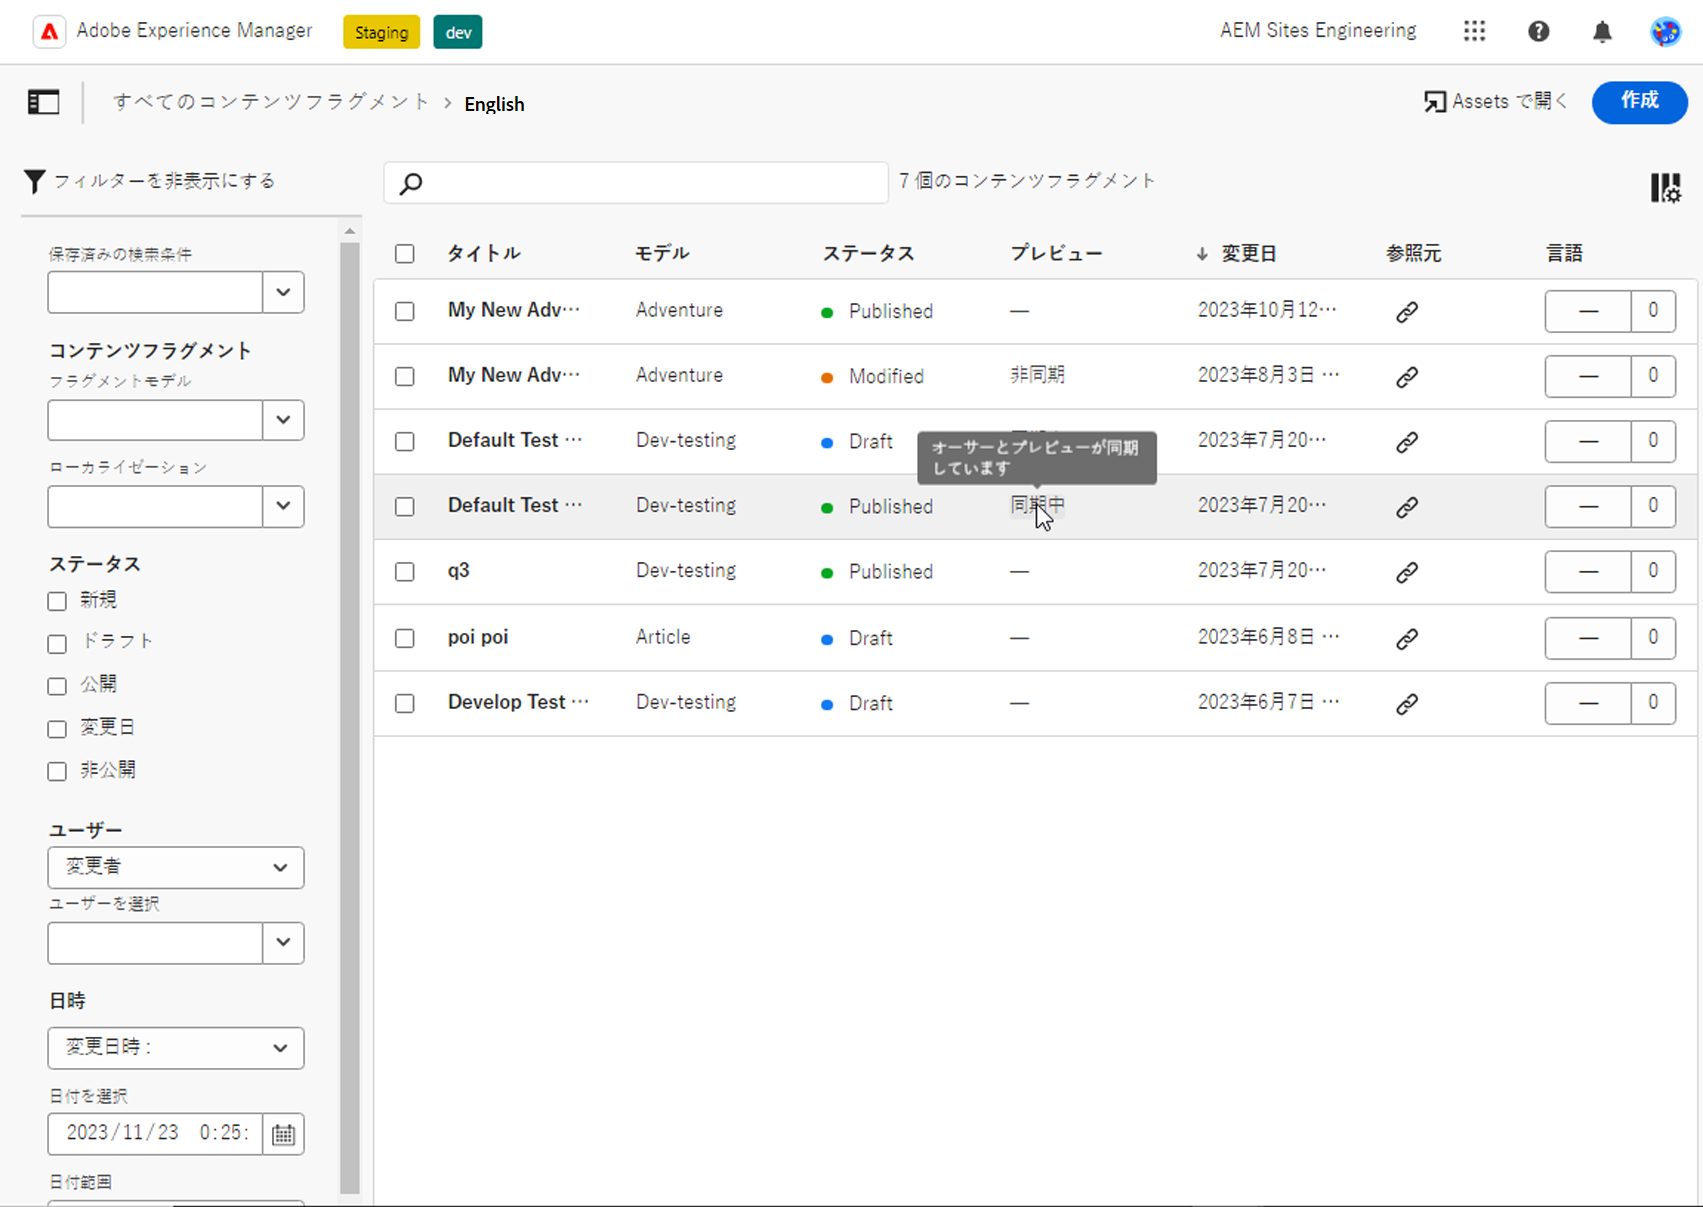 Adobe Experience Manager Staging dev AEM Sites Engineering
すべてのコンテンツフラグメント > English Assets で開く 作成
フィルターを非表示にする 7 個のコンテンツフラグメント
保存済みの検索条件
コンテンツフラグメント
フラグメントモデル
ローカライゼーション
ステータス
新規
ドラフト
公開
変更日
非公開
ユーザー
変更者
ユーザーを選択
日時
変更日時 :
日付を選択
2023/11/23 0:25:
日付範囲
タイトル モデル ステータス プレビュー ↓ 変更日 参照元 言語
My New Adv… Adventure Published — 2023年10月12… — 0
My New Adv… Adventure Modified 非同期 2023年8月3日 … — 0
Default Test … Dev-testing Draft 2023年7月20… — 0
オーサーとプレビューが同期
しています
Default Test … Dev-testing Published 同期中 2023年7月20… — 0
q3 Dev-testing Published — 2023年7月20… — 0
poi poi Article Draft — 2023年6月8日 … — 0
Develop Test … Dev-testing Draft — 2023年6月7日 … — 0